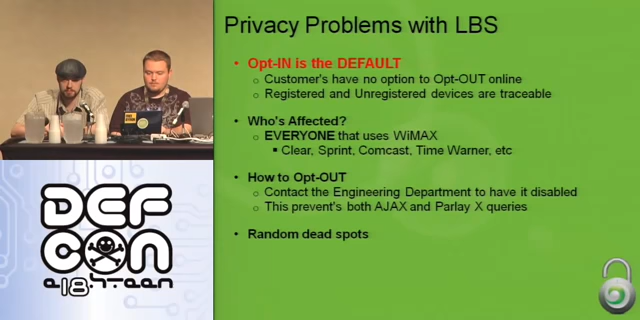 Privacy Problems with LBS
• Opt-IN is the DEFAULT
o Customer's have no option to Opt-OUT online
o Registered and Unregistered devices are traceable
• Who's Affected?
o EVERYONE that uses WiMAX
▪ Clear, Sprint, Comcast, Time Warner, etc
• How to Opt-OUT
o Contact the Engineering Department to have it disabled
o This prevent's both AJAX and Parlay X queries
• Random dead spots
DEF
CON
e18hteen